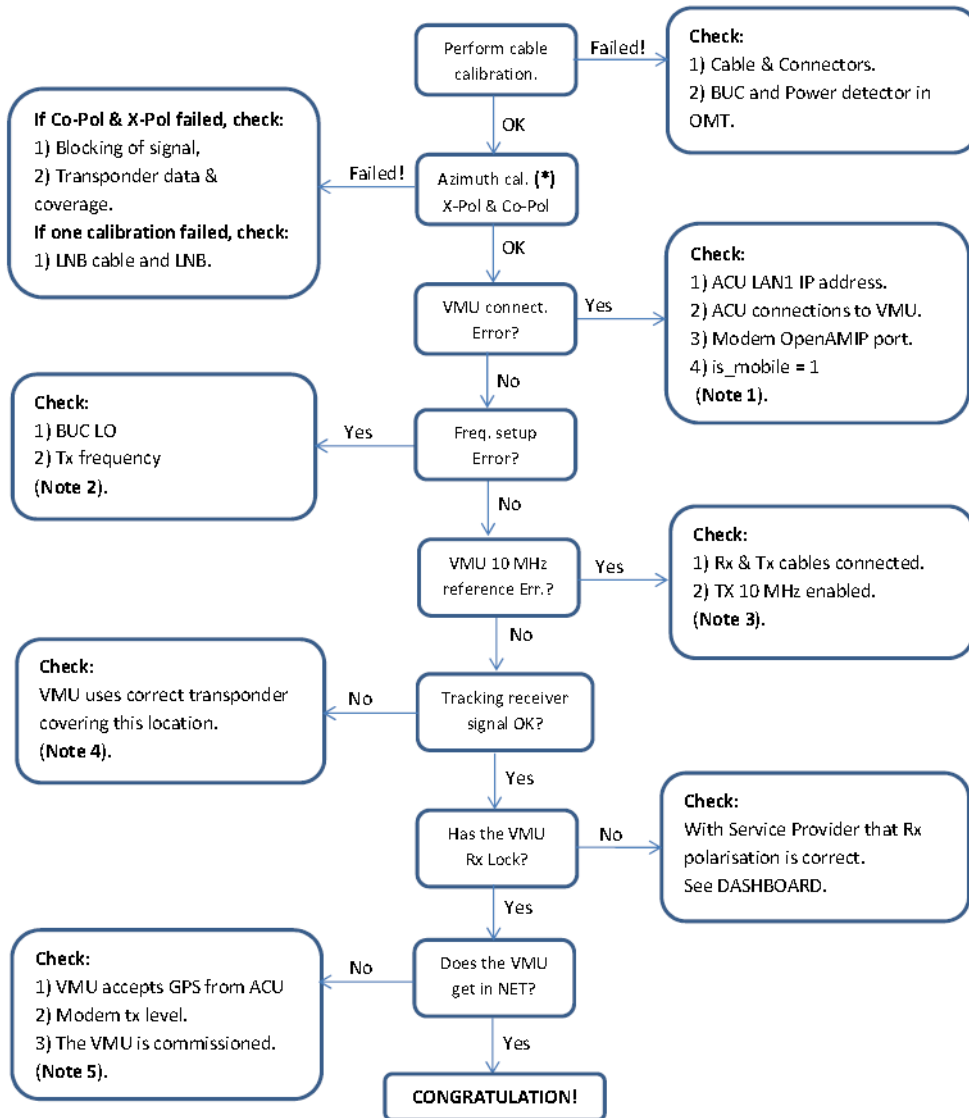 Perform cable
calibration.
Failed!
Check:
1) Cable & Connectors.
2) BUC and Power detector in
OMT.
OK
If Co-Pol & X-Pol failed, check:
1) Blocking of signal,
2) Transponder data &
coverage.
If one calibration failed, check:
1) LNB cable and LNB.
Failed!
Azimuth cal. (*)
X-Pol & Co-Pol
OK
VMU connect.
Error?
Yes
Check:
1) ACU LAN1 IP address.
2) ACU connections to VMU.
3) Modem OpenAMIP port.
4) is_mobile = 1
(Note 1).
No
Check:
1) BUC LO
2) Tx frequency
(Note 2).
Yes
Freq. setup
Error?
No
VMU 10 MHz
reference Err.?
Yes
Check:
1) Rx & Tx cables connected.
2) TX 10 MHz enabled.
(Note 3).
No
Check:
VMU uses correct transponder
covering this location.
(Note 4).
No
Tracking receiver
signal OK?
Yes
Has the VMU
Rx Lock?
No
Check:
With Service Provider that Rx
polarisation is correct.
See DASHBOARD.
Yes
Check:
1) VMU accepts GPS from ACU
2) Modem tx level.
3) The VMU is commissioned.
(Note 5).
No
Does the VMU
get in NET?
Yes
CONGRATULATION!